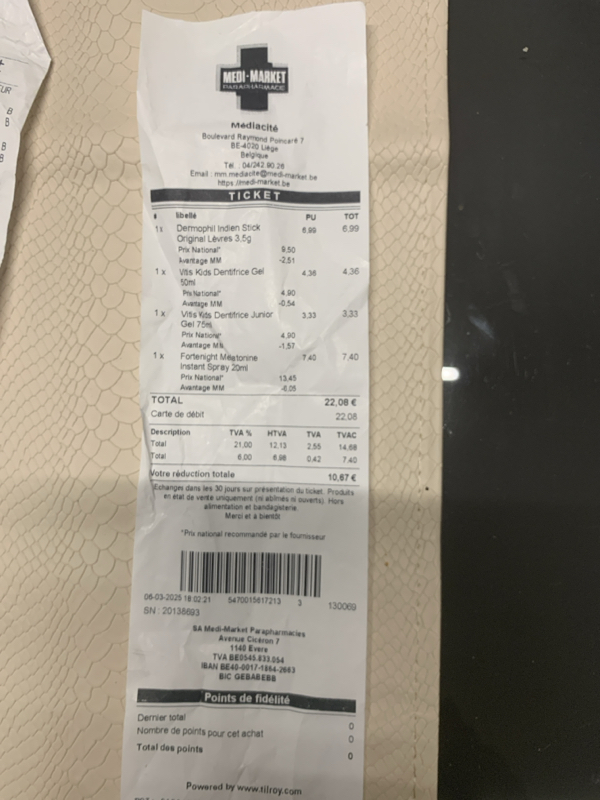 UR
B
B
B
B
MEDI-MARKET
Médiacité
Boulevard Raymond Poincaré 7
BE-4020 Liège
Belgique
Tel. : 04/242.90.26
Email : mm.mediacite@medi-market.be
https://medi-market.be
TICKET
# libellé PU TOT
1x Dermophil Indien Stick 6,99 6,99
Original Lèvres 3,5g
Prix National* 9,50
Avantage MM -2,51
1 x Vitis Kids Dentifrice Gel 4,36 4,36
50ml
Prix National* 4,90
Avantage MM -0,54
1 x Vitis Kids Dentifrice Junior 3,33 3,33
Gel 75ml
Prix National* 4,90
Avantage MM -1,57
1 x Fortenight Meatonine 7,40 7,40
Instant Spray 20ml
Prix National* 13,45
Avantage MM -6,05
TOTAL 22,08 €
Carte de débit 22,08
Description TVA % HTVA TVA TVAC
Total 21,00 12,13 2,55 14,68
Total 6,00 6,98 0,42 7,40
Votre réduction totale 10,67 €
Echanges dans les 30 jours sur présentation du ticket. Produits
en état de vente uniquement (ni abîmés ni ouverts). Hors
alimentation et bandagisterie.
Merci et à bientôt
*Prix national recommandé par le fournisseur
06-03-2025 18:02:21 5470015617213 3 130069
SN : 20138693
SA Medi-Market Parapharmacies
Avenue Cicéron 7
1140 Evere
TVA BE0545.833.054
IBAN BE40-0017-1864-2663
BIC GEBABEBB
Points de fidélité
Dernier total 0
Nombre de points pour cet achat 0
Total des points 0
Powered by www.tilroy.com